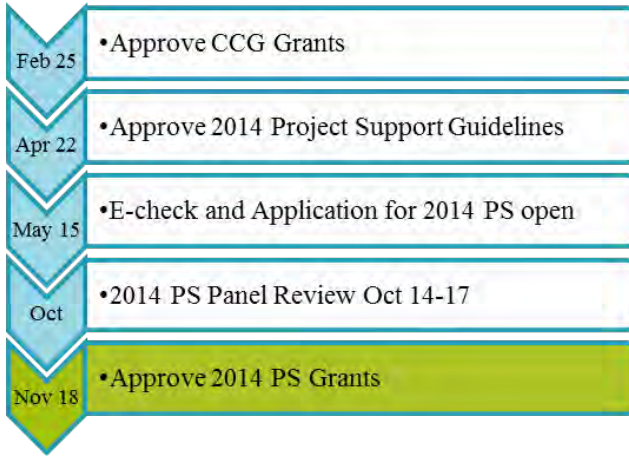 Feb 25
•Approve CCG Grants
Apr 22
•Approve 2014 Project Support Guidelines
May 15
•E-check and Application for 2014 PS open
Oct
•2014 PS Panel Review Oct 14-17
Nov 18
•Approve 2014 PS Grants